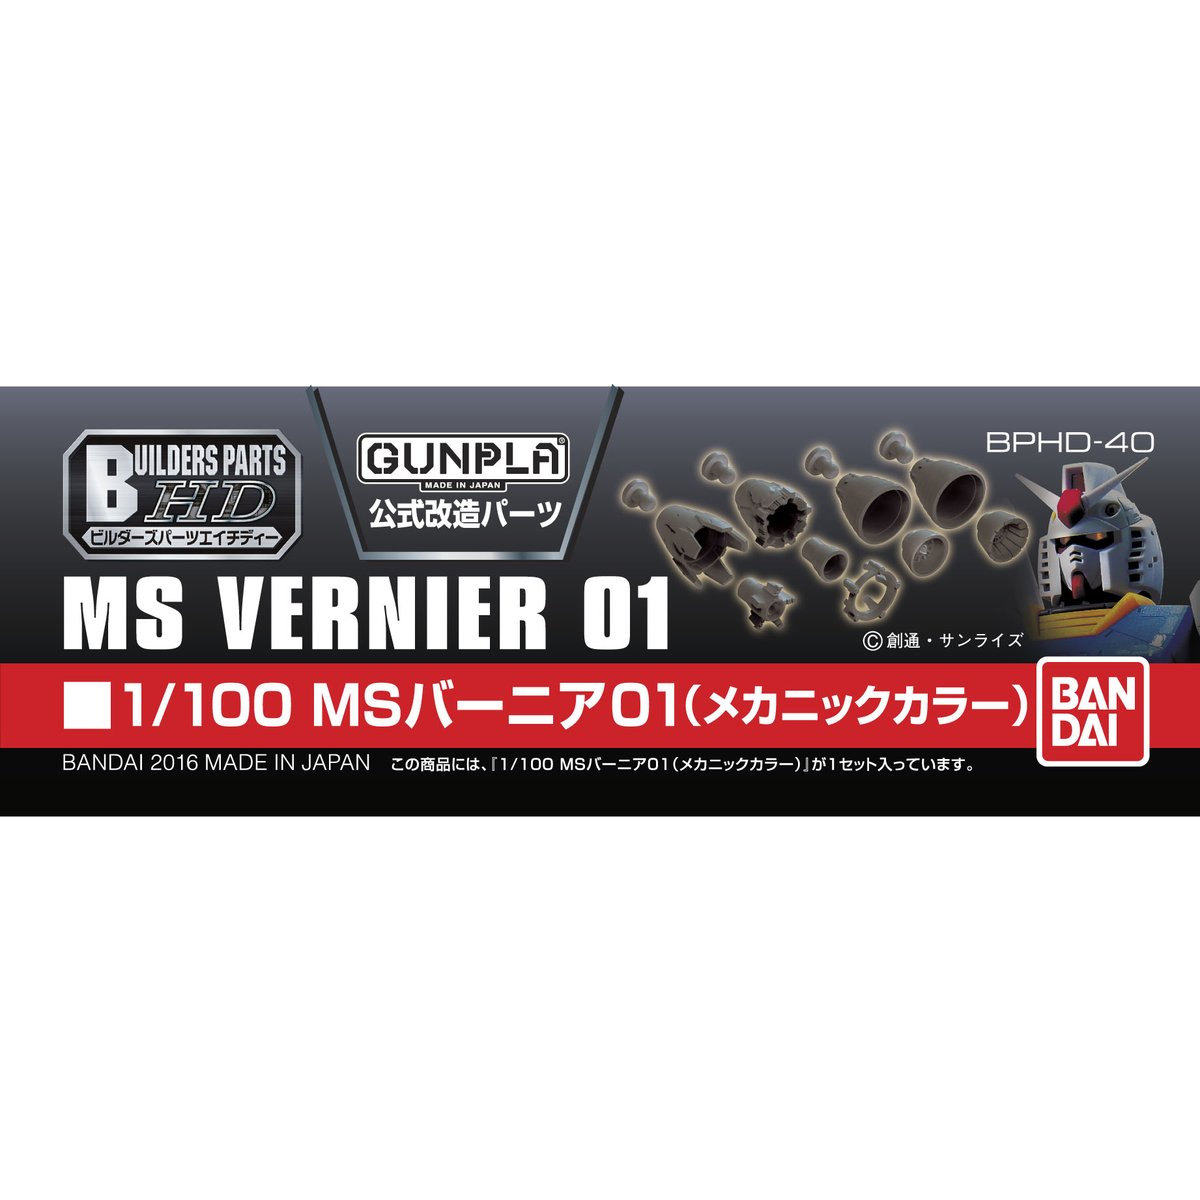 BUILDERS PARTS
HD
ビルダーズパーツエイチディー
GUNPLA®
MADE IN JAPAN
公式改造パーツ
BPHD-40
MS VERNIER 01
©創通・サンライズ
■1/100 MSバーニア01(メカニックカラー)
BAN
DAI
BANDAI 2016 MADE IN JAPAN この商品には、『1/100 MSバーニア01(メカニックカラー)』が1セット入っています。